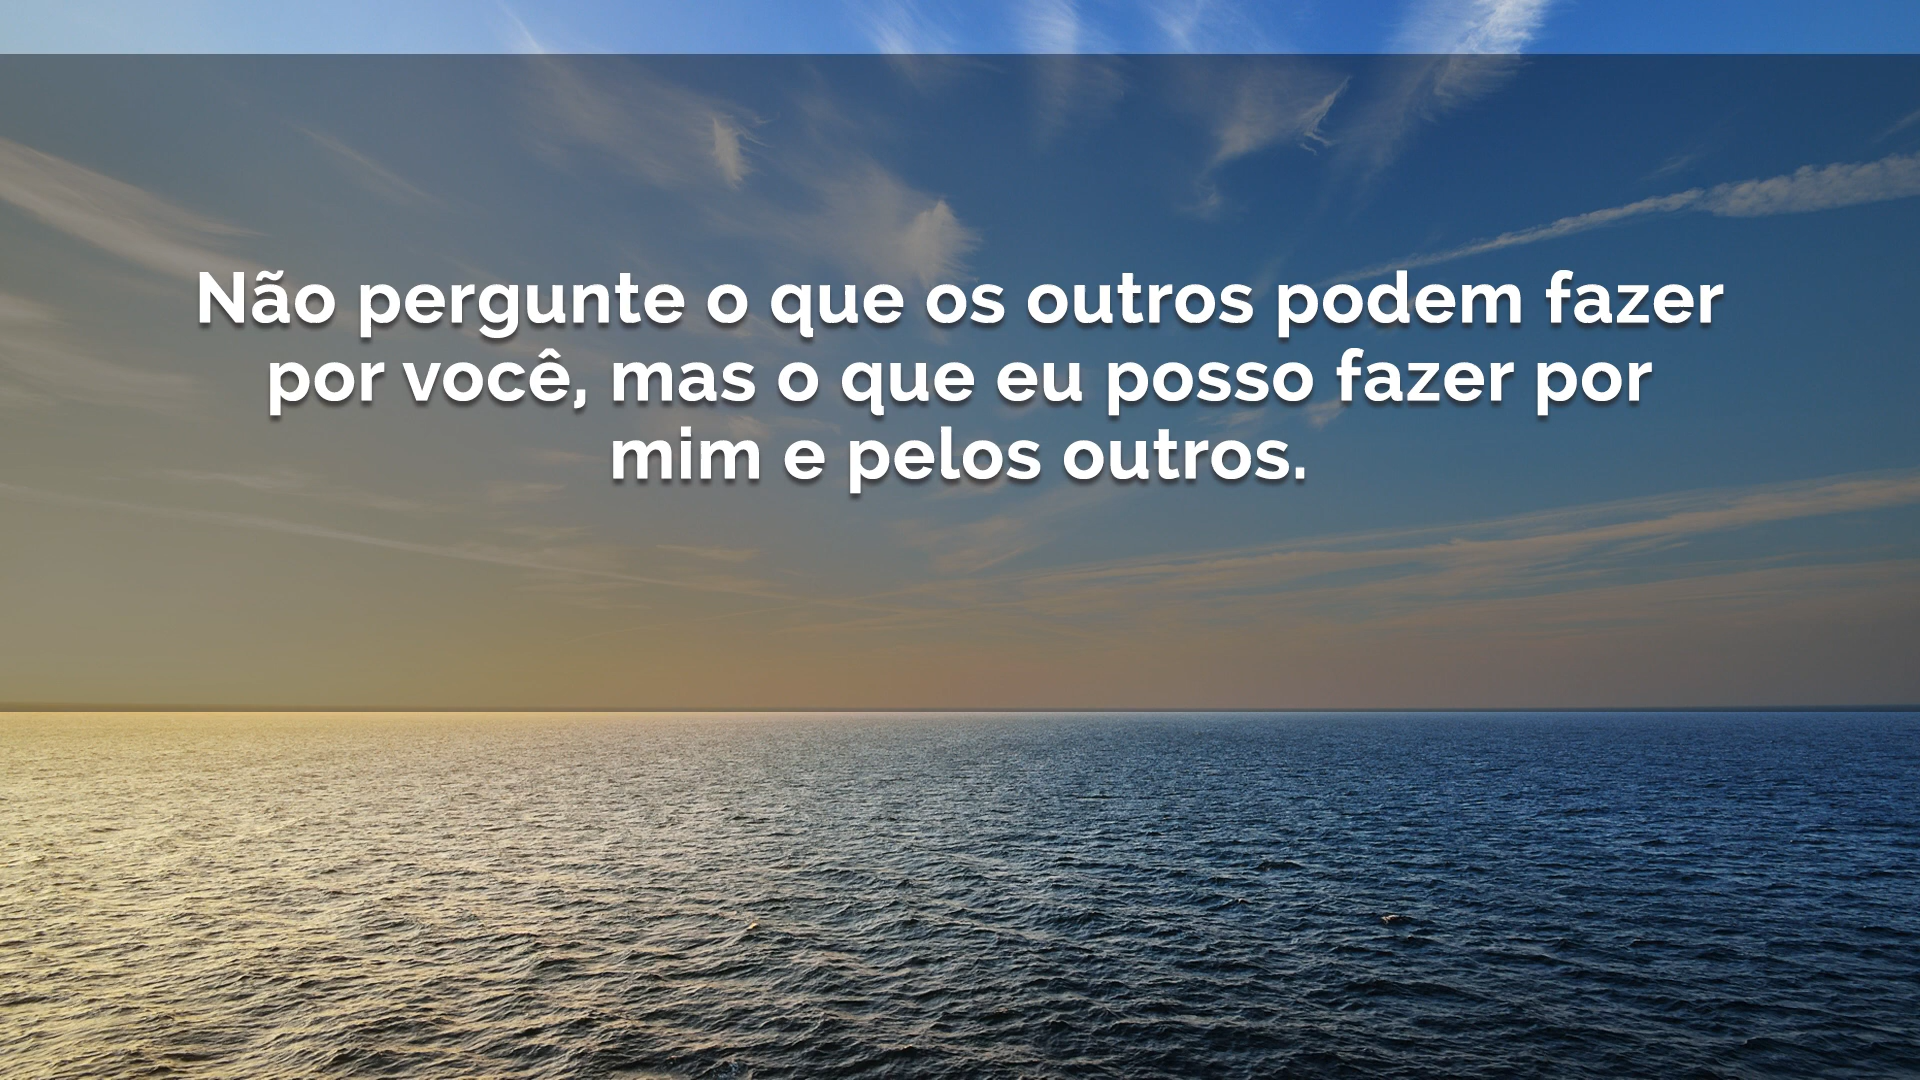 Não pergunte o que os outros podem fazer
por você, mas o que eu posso fazer por
mim e pelos outros.